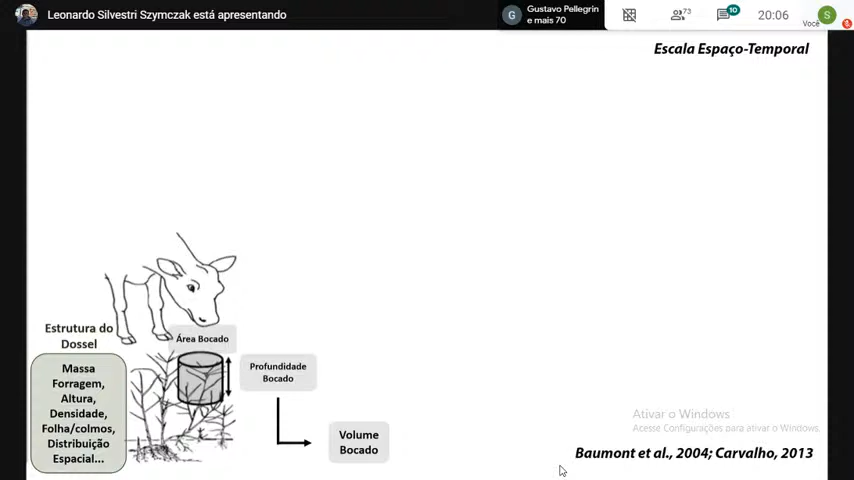 Leonardo Silvestri Szymczak está apresentando
G
Gustavo Pellegrin
e mais 70
73
10
20:06
Você
S
Escala Espaço-Temporal
Estrutura do
Dossel
Massa
Forragem,
Altura,
Densidade,
Folha/colmos,
Distribuição
Espacial...
Área Bocado
Profundidade
Bocado
Volume
Bocado
Ativar o Windows
Acesse Configurações para ativar o Windows.
Baumont et al., 2004; Carvalho, 2013